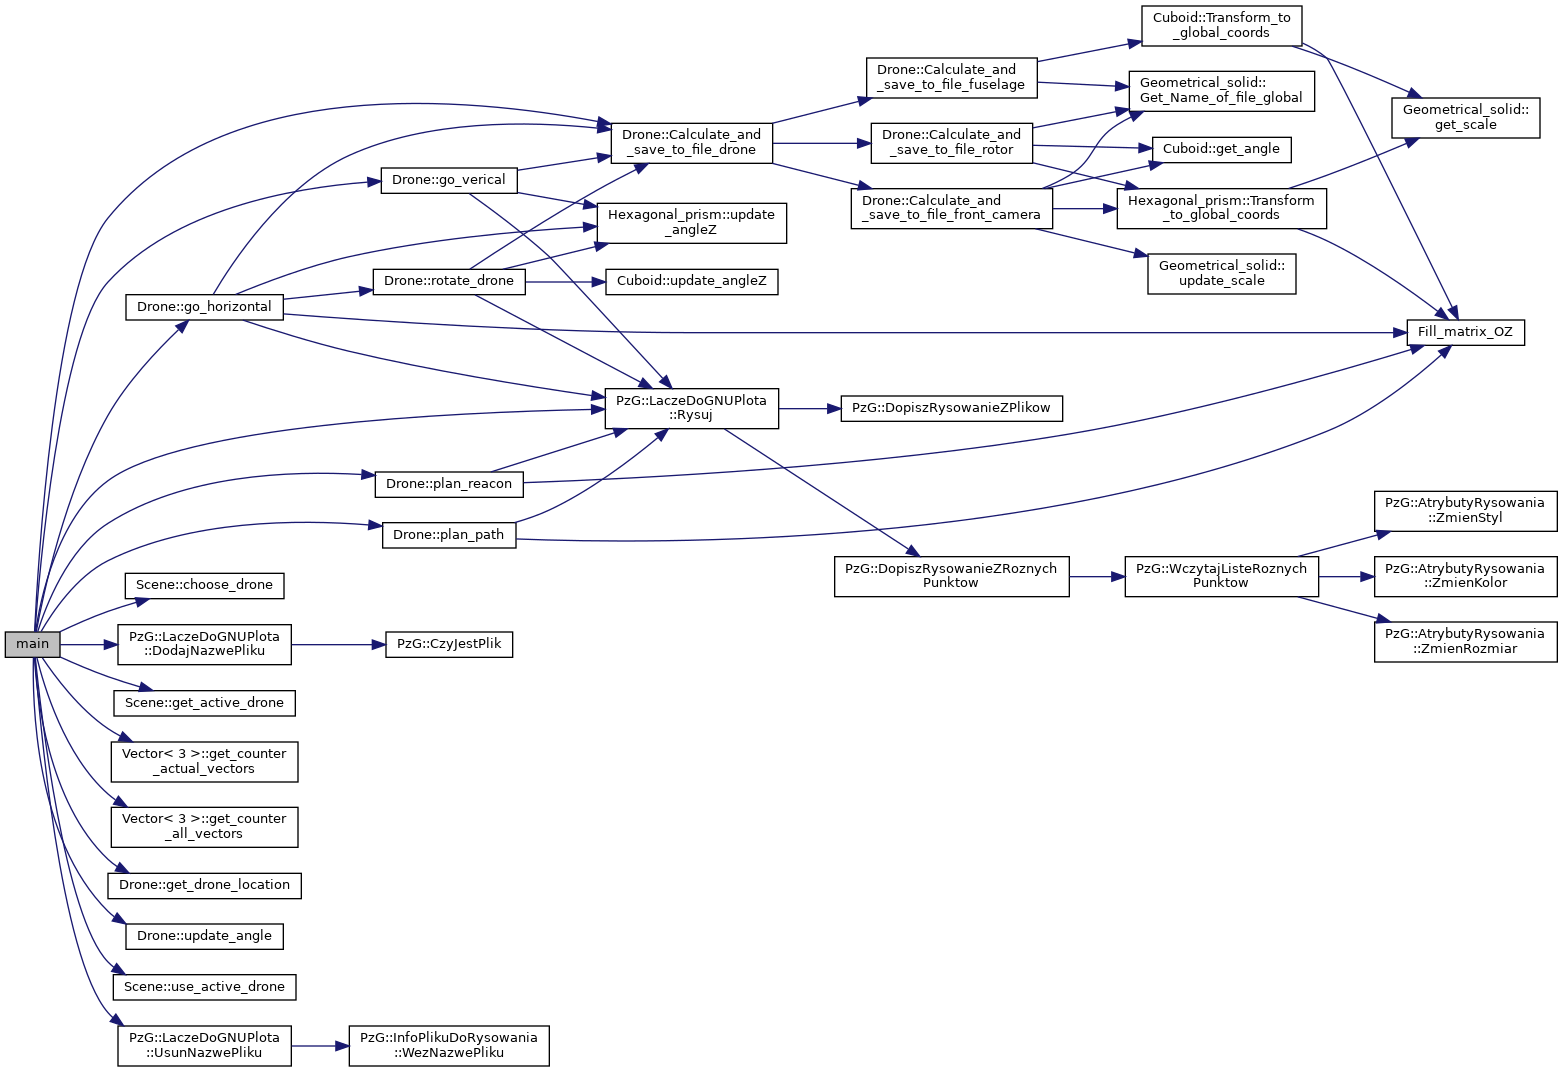 Cuboid::Transform_to
_global_coords
Drone::Calculate_and
_save_to_file_fuselage
Geometrical_solid::
Get_Name_of_file_global
Geometrical_solid::
get_scale
Drone::Calculate_and
_save_to_file_drone
Drone::Calculate_and
_save_to_file_rotor
Cuboid::get_angle
Drone::go_verical
Drone::Calculate_and
_save_to_file_front_camera
Hexagonal_prism::Transform
_to_global_coords
Hexagonal_prism::update
_angleZ
Drone::rotate_drone
Cuboid::update_angleZ
Geometrical_solid::
update_scale
Drone::go_horizontal
Fill_matrix_OZ
PzG::LaczeDoGNUPlota
::Rysuj
PzG::DopiszRysowanieZPlikow
Drone::plan_reacon
Drone::plan_path
PzG::AtrybutyRysowania
::ZmienStyl
PzG::DopiszRysowanieZRoznych
Punktow
PzG::WczytajListeRoznych
Punktow
PzG::AtrybutyRysowania
::ZmienKolor
Scene::choose_drone
main
PzG::LaczeDoGNUPlota
::DodajNazwePliku
PzG::CzyJestPlik
PzG::AtrybutyRysowania
::ZmienRozmiar
Scene::get_active_drone
Vector< 3 >::get_counter
_actual_vectors
Vector< 3 >::get_counter
_all_vectors
Drone::get_drone_location
Drone::update_angle
Scene::use_active_drone
PzG::LaczeDoGNUPlota
::UsunNazwePliku
PzG::InfoPlikuDoRysowania
::WezNazwePliku